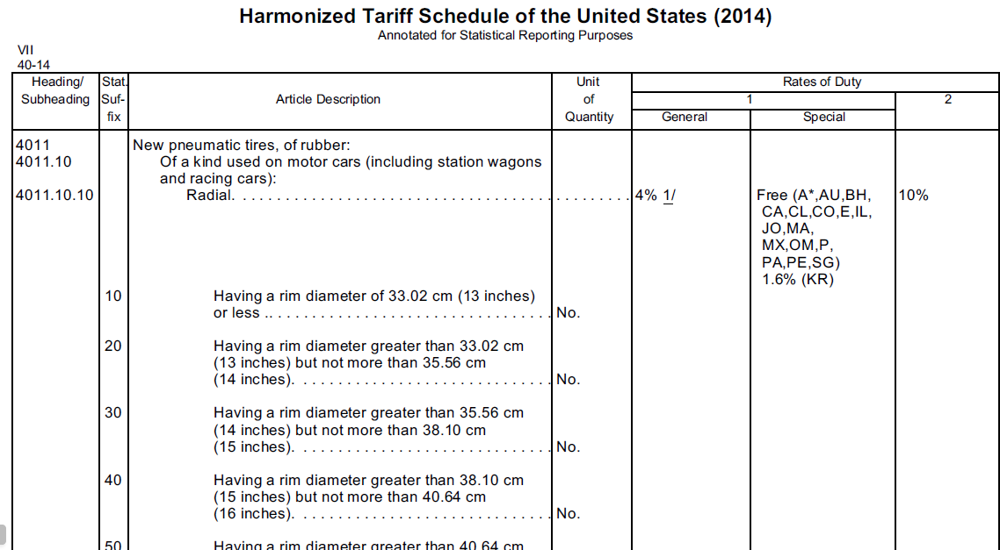 Harmonized Tariff Schedule of the United States (2014)
Annotated for Statistical Reporting Purposes
VII
40-14
Heading/
Subheading
Stat.
Suf-
fix
Article Description
Unit
of
Quantity
Rates of Duty
1
General
Special
2
4011
New pneumatic tires, of rubber:
4011.10
Of a kind used on motor cars (including station wagons
and racing cars):
4011.10.10
Radial. . . . . . . . . . . . . . . . . . . . . . . . . . . . . . . . . . . . . . . . . . . .
4% 1/
Free (A*,AU,BH,
CA,CL,CO,E,IL,
JO,MA,
MX,OM,P,
PA,PE,SG)
1.6% (KR)
10%
10
Having a rim diameter of 33.02 cm (13 inches)
or less .. . . . . . . . . . . . . . . . . . . . . . . . . . . . . . . . No.
20
Having a rim diameter greater than 33.02 cm
(13 inches) but not more than 35.56 cm
(14 inches). . . . . . . . . . . . . . . . . . . . . . . . . . . . . No.
30
Having a rim diameter greater than 35.56 cm
(14 inches) but not more than 38.10 cm
(15 inches). . . . . . . . . . . . . . . . . . . . . . . . . . . . . No.
40
Having a rim diameter greater than 38.10 cm
(15 inches) but not more than 40.64 cm
(16 inches). . . . . . . . . . . . . . . . . . . . . . . . . . . . . No.
50
Having a rim diameter greater than 40.64 cm